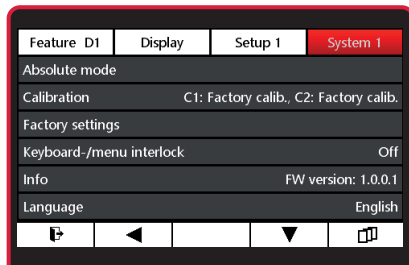 Feature D1 Display Setup 1 System 1
Absolute mode
Calibration C1: Factory calib., C2: Factory calib.
Factory settings
Keyboard-/menu interlock Off
Info FW version: 1.0.0.1
Language English